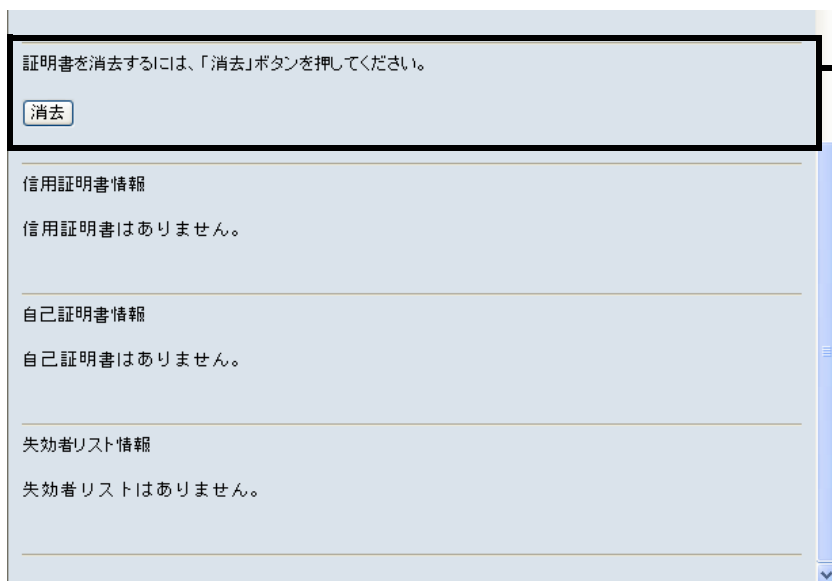 証明書を消去するには、「消去」ボタンを押してください。
消去
信用証明書情報
信用証明書はありません。
自己証明書情報
自己証明書はありません。
失効者リスト情報
失効者リストはありません。